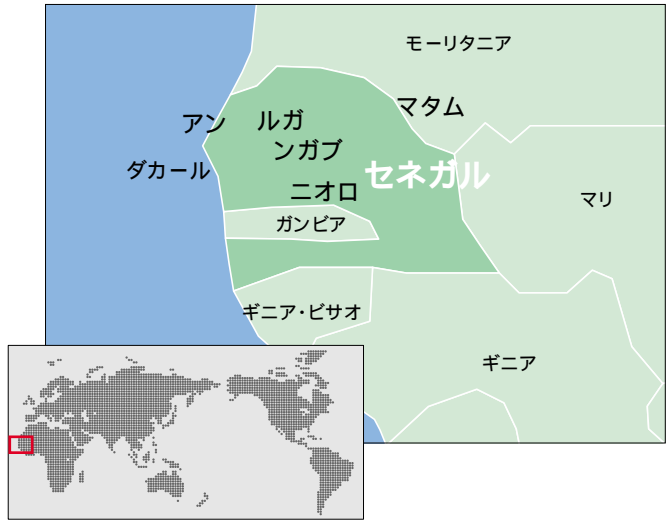 モーリタニア
マタム
アン
ルガ
ンガブ
ダカール
セネガル
ニオロ
マリ
ガンビア
ギニア・ビサオ
ギニア